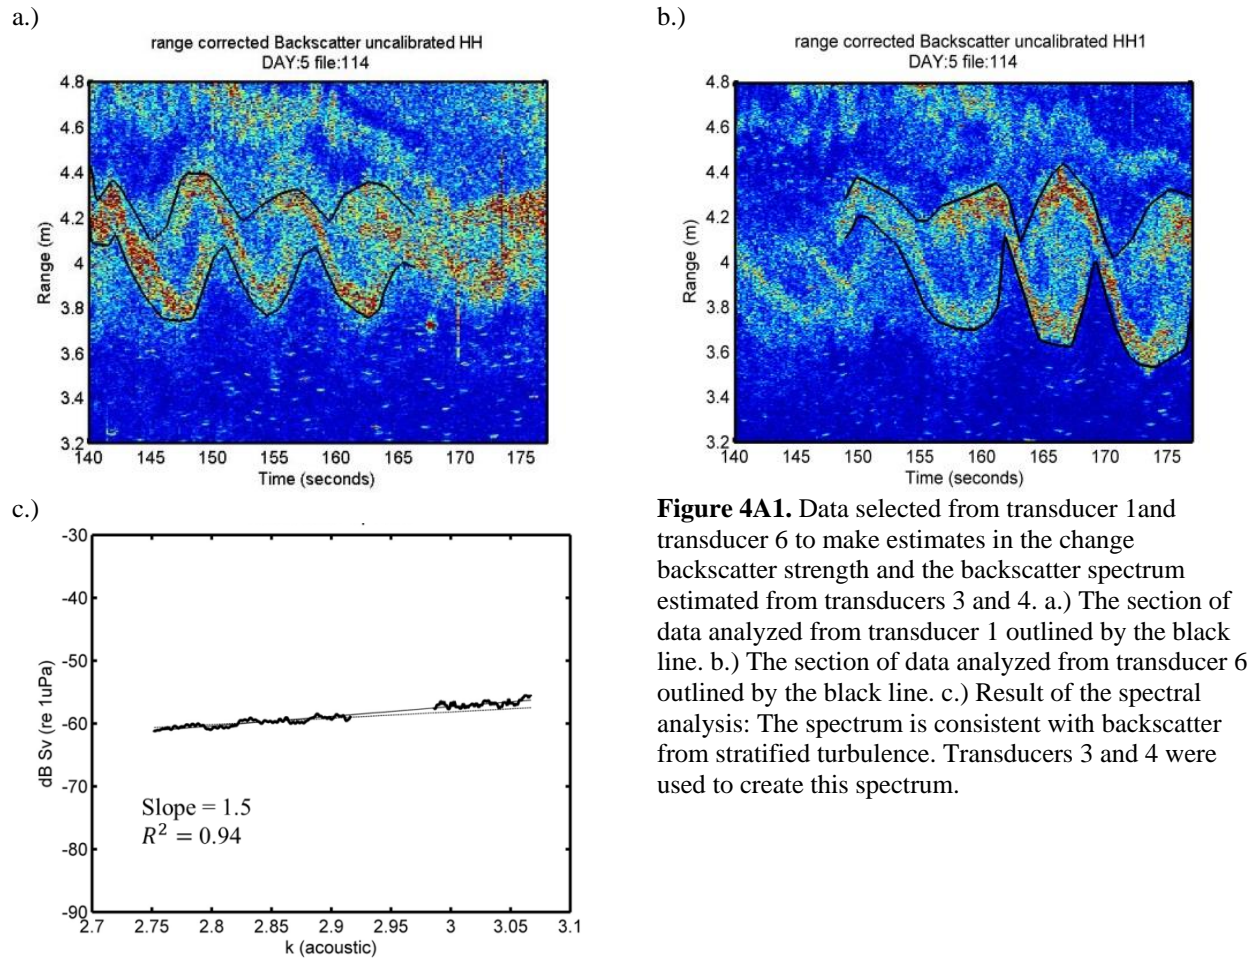 a.)
range corrected Backscatter uncalibrated HH
DAY:5 file:114
4.8
4.6
4.4
4.2
4
3.8
3.6
3.4
3.2
Range (m)
140 145 150 155 160 165 170 175
Time (seconds)
b.)
range corrected Backscatter uncalibrated HH1
DAY:5 file:114
4.8
4.6
4.4
4.2
4
3.8
3.6
3.4
3.2
Range (m)
140 145 150 155 160 165 170 175
Time (seconds)
c.)
-30
-40
-50
-60
-70
-80
-90
dB Sv (re 1uPa)
Slope = 1.5
R² = 0.94
2.7 2.75 2.8 2.85 2.9 2.95 3 3.05 3.1
k (acoustic)
Figure 4A1. Data selected from transducer 1and
transducer 6 to make estimates in the change
backscatter strength and the backscatter spectrum
estimated from transducers 3 and 4. a.) The section of
data analyzed from transducer 1 outlined by the black
line. b.) The section of data analyzed from transducer 6
outlined by the black line. c.) Result of the spectral
analysis: The spectrum is consistent with backscatter
from stratified turbulence. Transducers 3 and 4 were
used to create this spectrum.